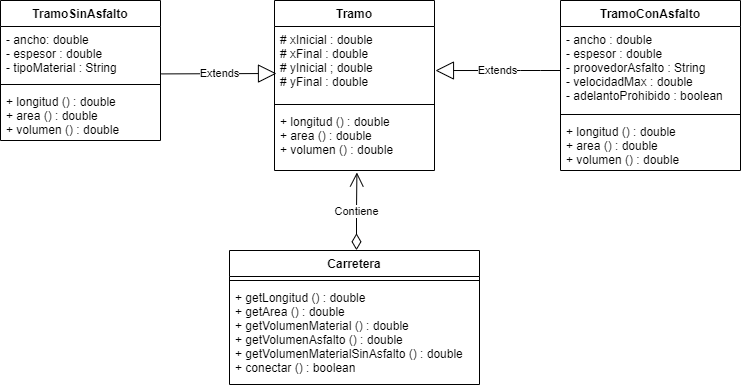 TramoSinAsfalto
- ancho: double
- espesor : double
- tipoMaterial : String
+ longitud () : double
+ area () : double
+ volumen () : double
Extends
Tramo
# xInicial : double
# xFinal : double
# yInicial ; double
# yFinal : double
+ longitud () : double
+ area () : double
+ volumen () : double
Extends
TramoConAsfalto
- ancho : double
- espesor : double
- proovedorAsfalto : String
- velocidadMax : double
- adelantoProhibido : boolean
+ longitud () : double
+ area () : double
+ volumen () : double
Contiene
Carretera
+ getLongitud () : double
+ getArea () : double
+ getVolumenMaterial () : double
+ getVolumenAsfalto () : double
+ getVolumenMaterialSinAsfalto () : double
+ conectar () : boolean